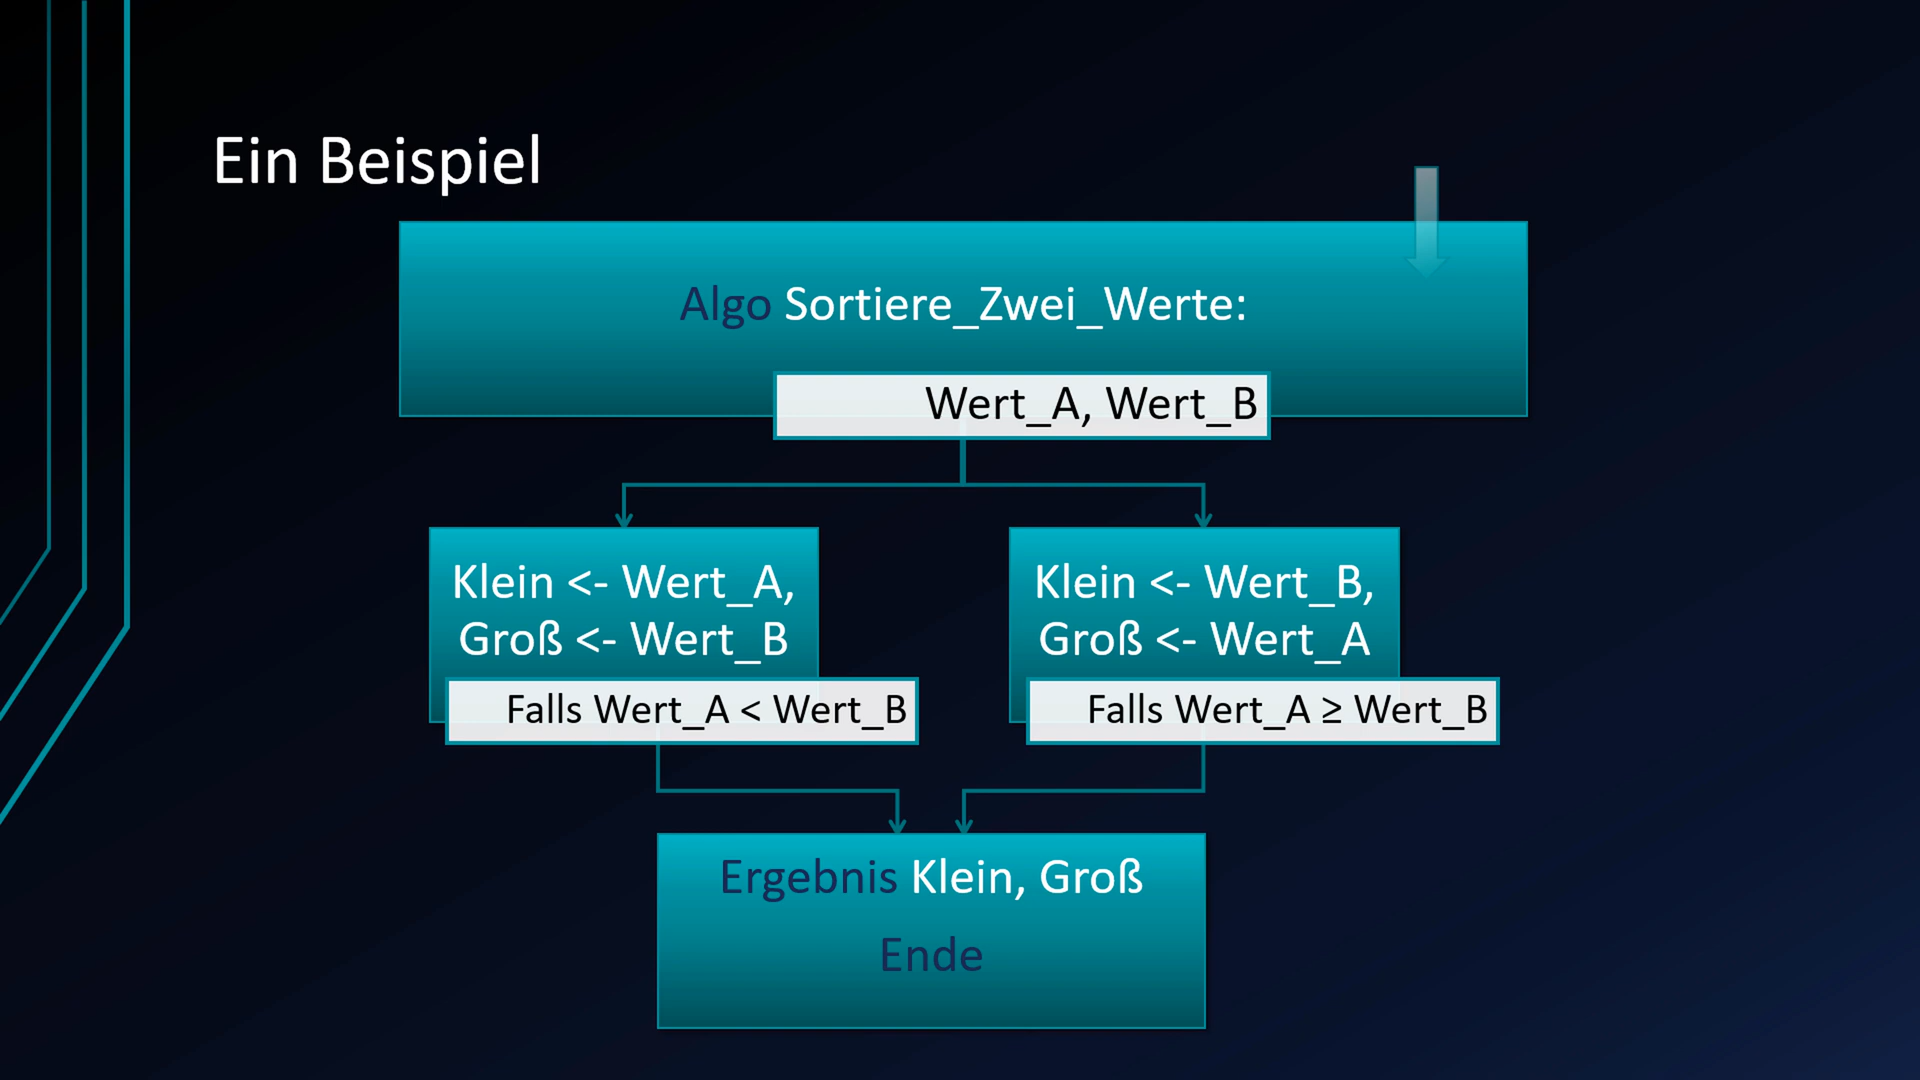 Ein Beispiel
Algo Sortiere_Zwei_Werte:
Wert_A, Wert_B
Klein <- Wert_A,
Groß <- Wert_B
Falls Wert_A < Wert_B
Klein <- Wert_B,
Groß <- Wert_A
Falls Wert_A ≥ Wert_B
Ergebnis Klein, Groß
Ende